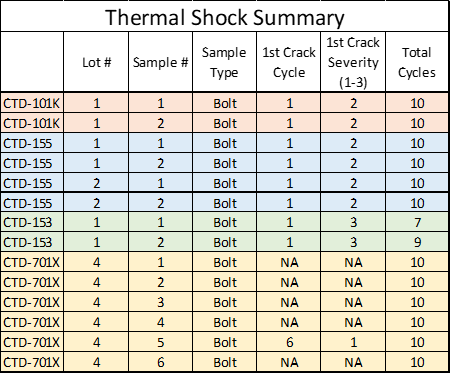 Thermal Shock Summary
Lot # Sample # Sample Type 1st Crack Cycle 1st Crack Severity (1-3) Total Cycles
CTD-101K 1 1 Bolt 1 2 10
CTD-101K 1 2 Bolt 1 2 10
CTD-155 1 1 Bolt 1 2 10
CTD-155 1 2 Bolt 1 2 10
CTD-155 2 1 Bolt 1 2 10
CTD-155 2 2 Bolt 1 2 10
CTD-153 1 1 Bolt 1 3 7
CTD-153 1 2 Bolt 1 3 9
CTD-701X 4 1 Bolt NA NA 10
CTD-701X 4 2 Bolt NA NA 10
CTD-701X 4 3 Bolt NA NA 10
CTD-701X 4 4 Bolt NA NA 10
CTD-701X 4 5 Bolt 6 1 10
CTD-701X 4 6 Bolt NA NA 10